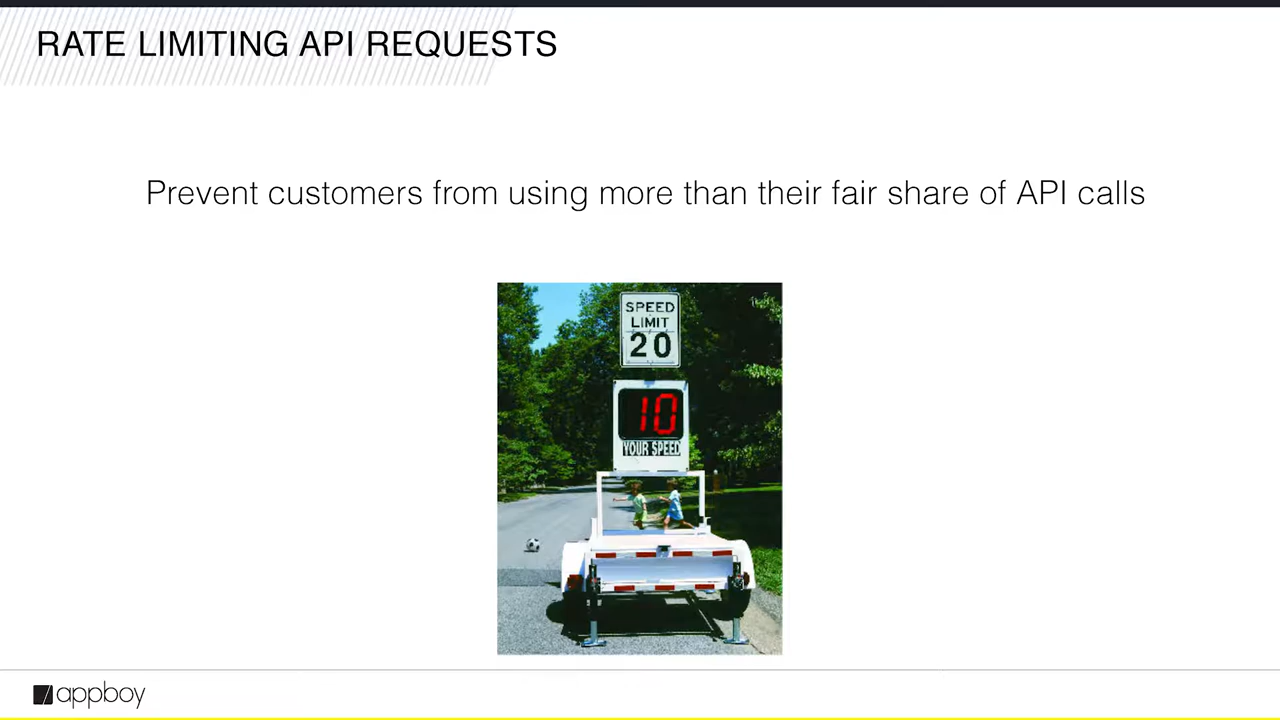 RATE LIMITING API REQUESTS
Prevent customers from using more than their fair share of API calls
SPEED
LIMIT
20
10
YOUR SPEED
appboy